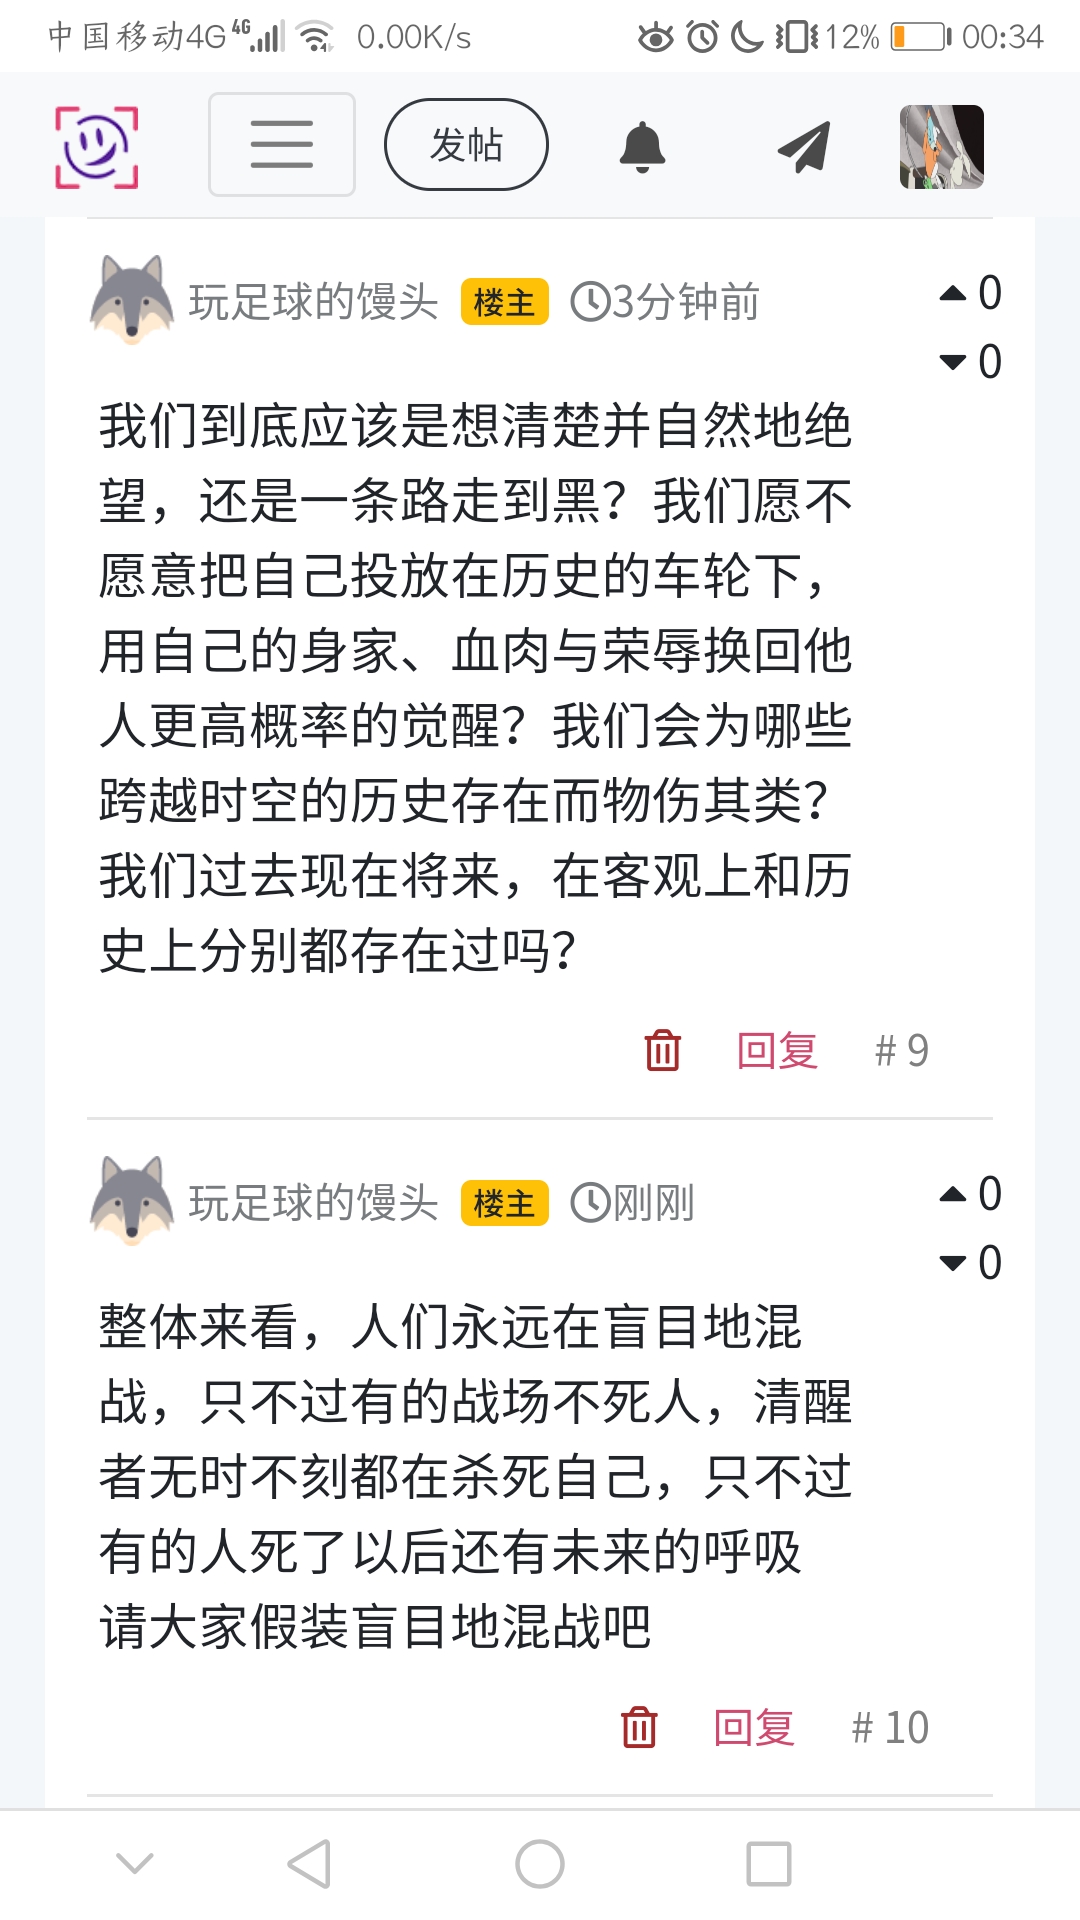 中国移动4G 4G 0.00K/s 12% 00:34
发帖
玩足球的馒头 楼主 3分钟前 0
0
我们到底应该是想清楚并自然地绝
望，还是一条路走到黑？我们愿不
愿意把自己投放在历史的车轮下，
用自己的身家、血肉与荣辱换回他
人更高概率的觉醒？我们会为哪些
跨越时空的历史存在而物伤其类？
我们过去现在将来，在客观上和历
史上分别都存在过吗？
回复 # 9
玩足球的馒头 楼主 刚刚 0
0
整体来看，人们永远在盲目地混
战，只不过有的战场不死人，清醒
者无时不刻都在杀死自己，只不过
有的人死了以后还有未来的呼吸
请大家假装盲目地混战吧
回复 # 10